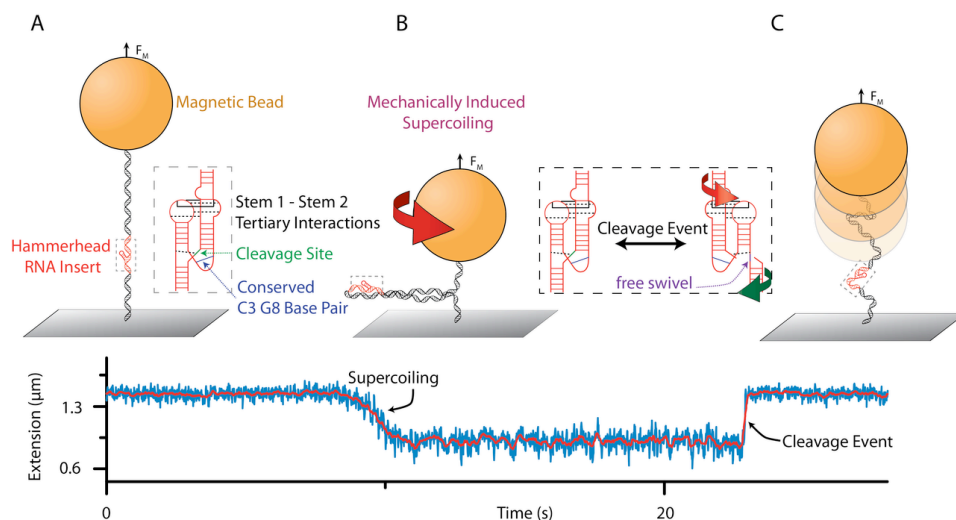 A
B
C
F_M
Magnetic Bead
Mechanically Induced
Supercoiling
F_M
F_M
Stem 1 - Stem 2
Tertiary Interactions
Cleavage Event
Hammerhead
RNA Insert
Cleavage Site
Conserved
C3 G8 Base Pair
free swivel
Extension (μm)
1.3
0.6
Supercoiling
Cleavage Event
0
20
Time (s)